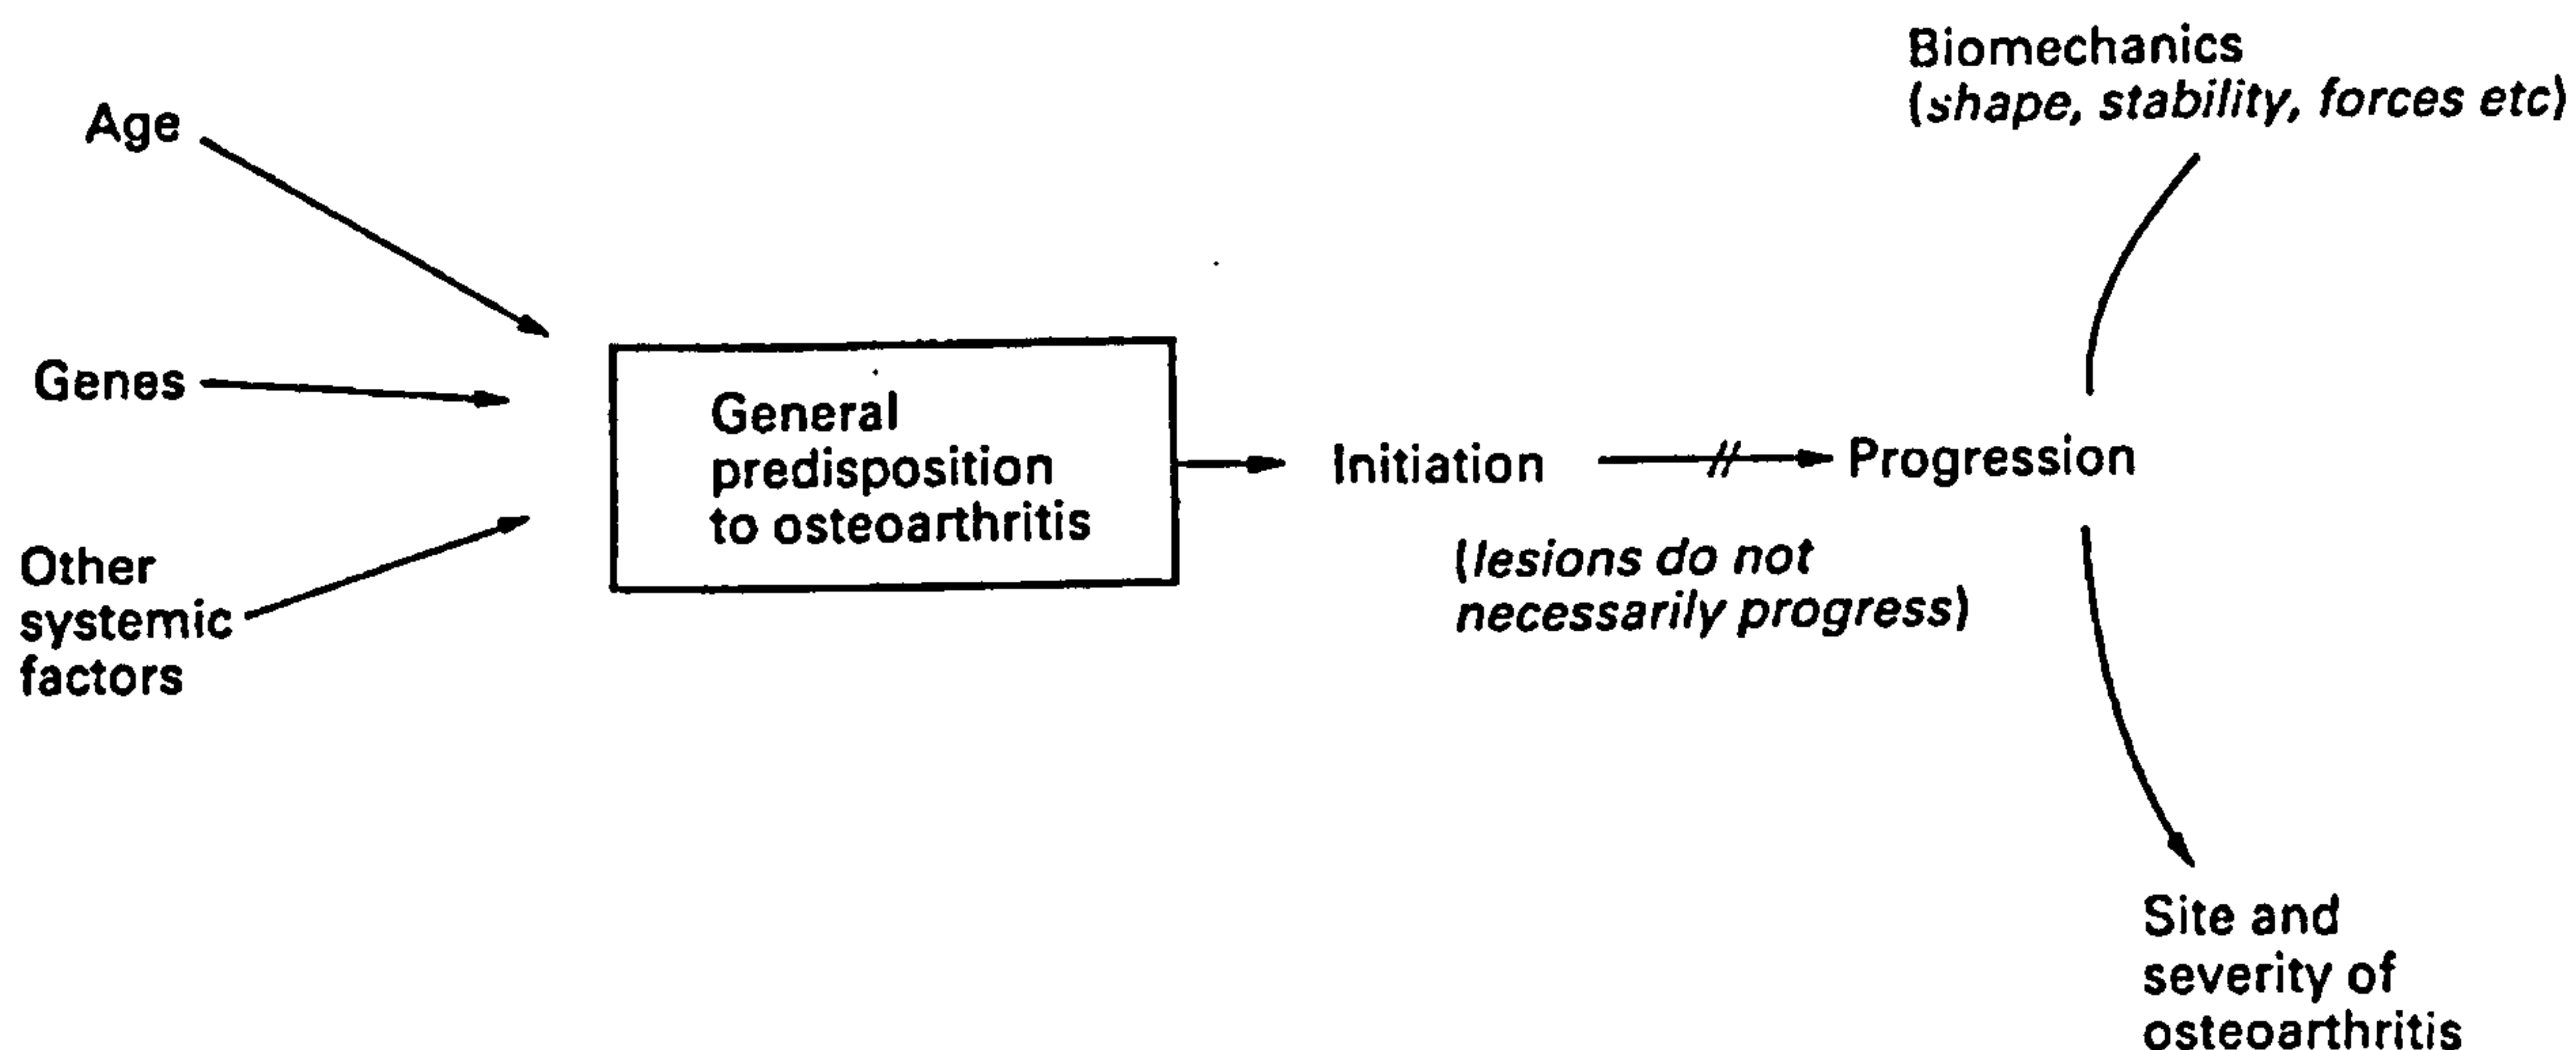 Biomechanics
(shape, stability, forces etc)
Age
Genes
Other
systemic
factors
General
predisposition
to osteoarthritis
Initiation
Progression
(lesions do not
necessarily progress)
Site and
severity of
osteoarthritis